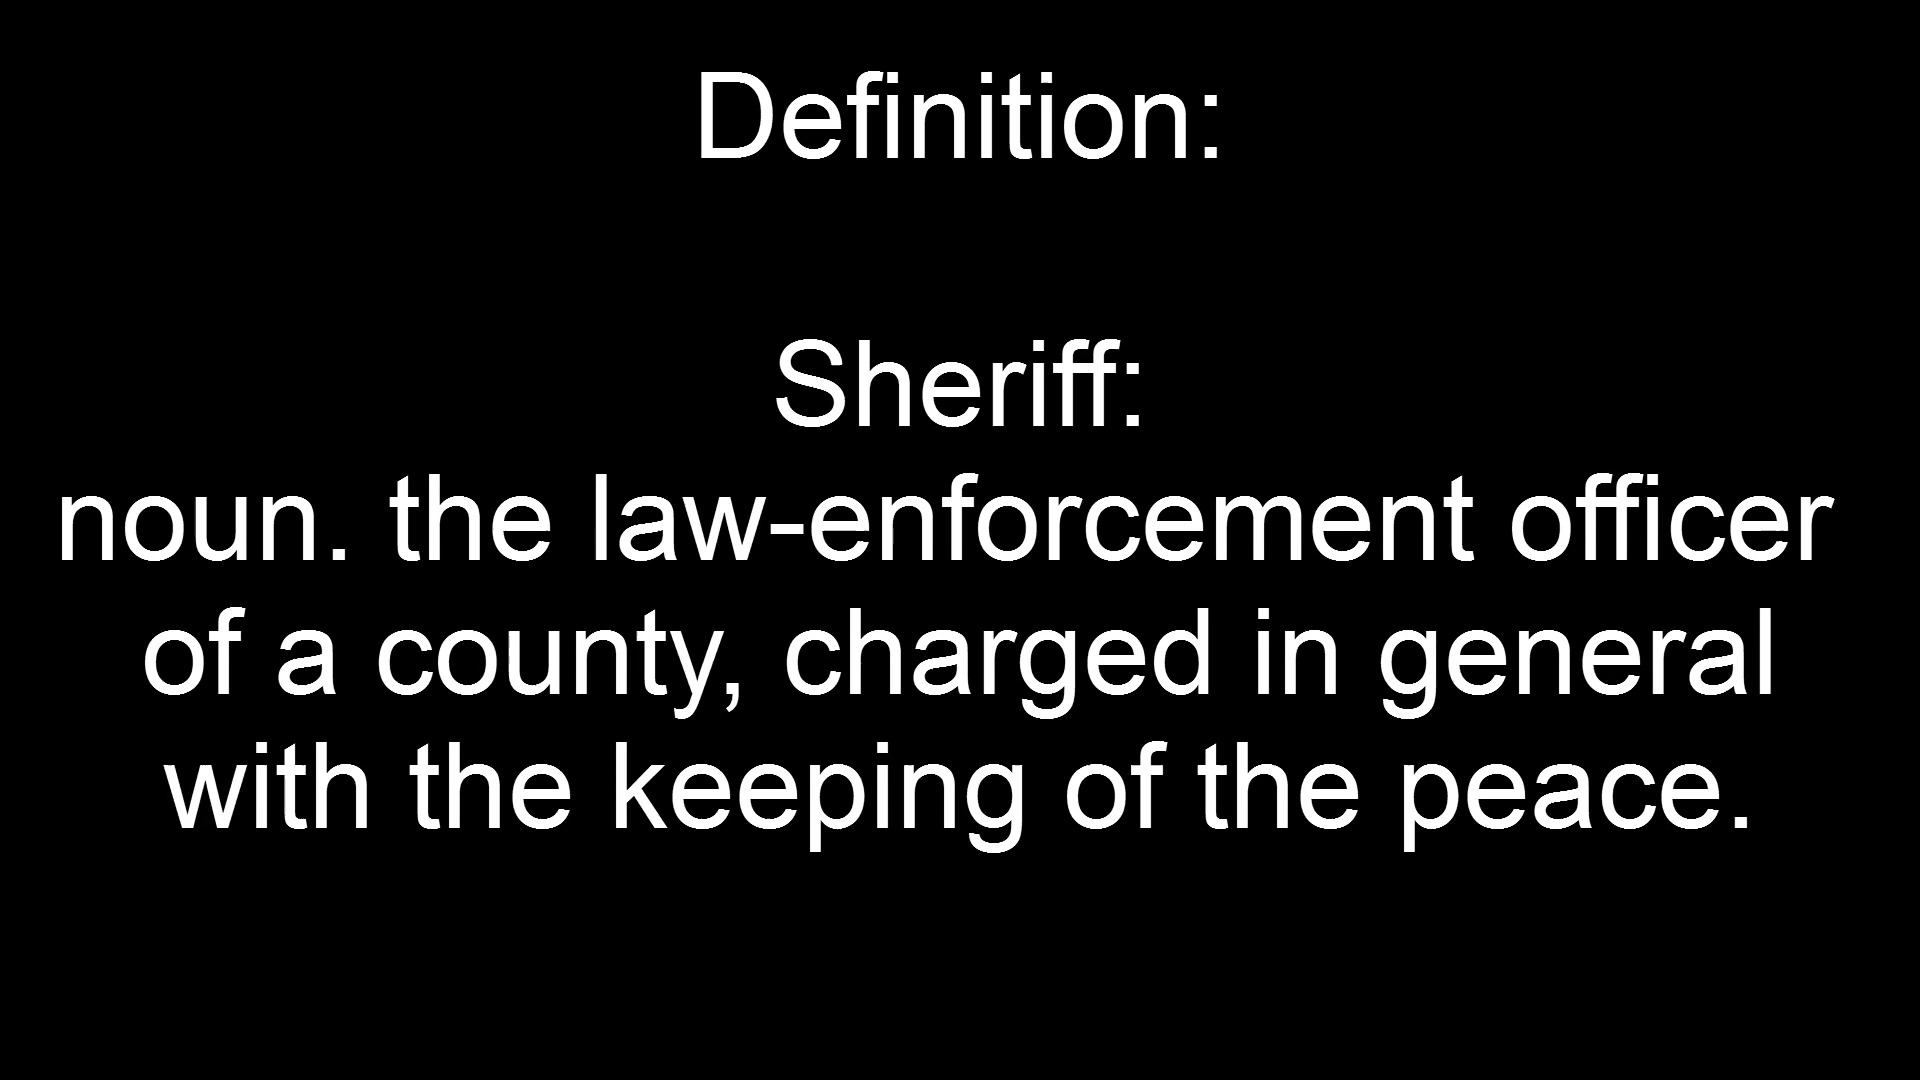 Definition:
Sheriff:
noun. the law-enforcement officer
of a county, charged in general
with the keeping of the peace.